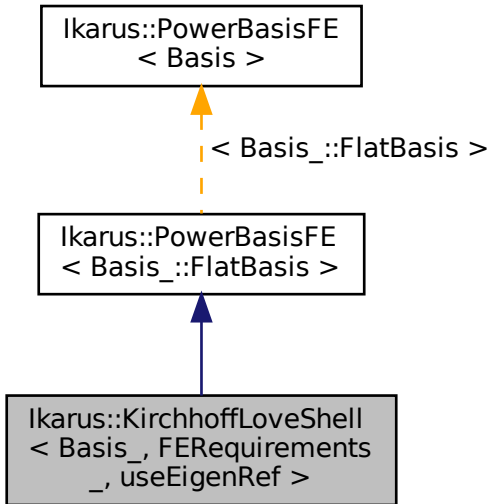 Ikarus::PowerBasisFE
< Basis >
< Basis_::FlatBasis >
Ikarus::PowerBasisFE
< Basis_::FlatBasis >
Ikarus::KirchhoffLoveShell
< Basis_, FERequirements
_, useEigenRef >